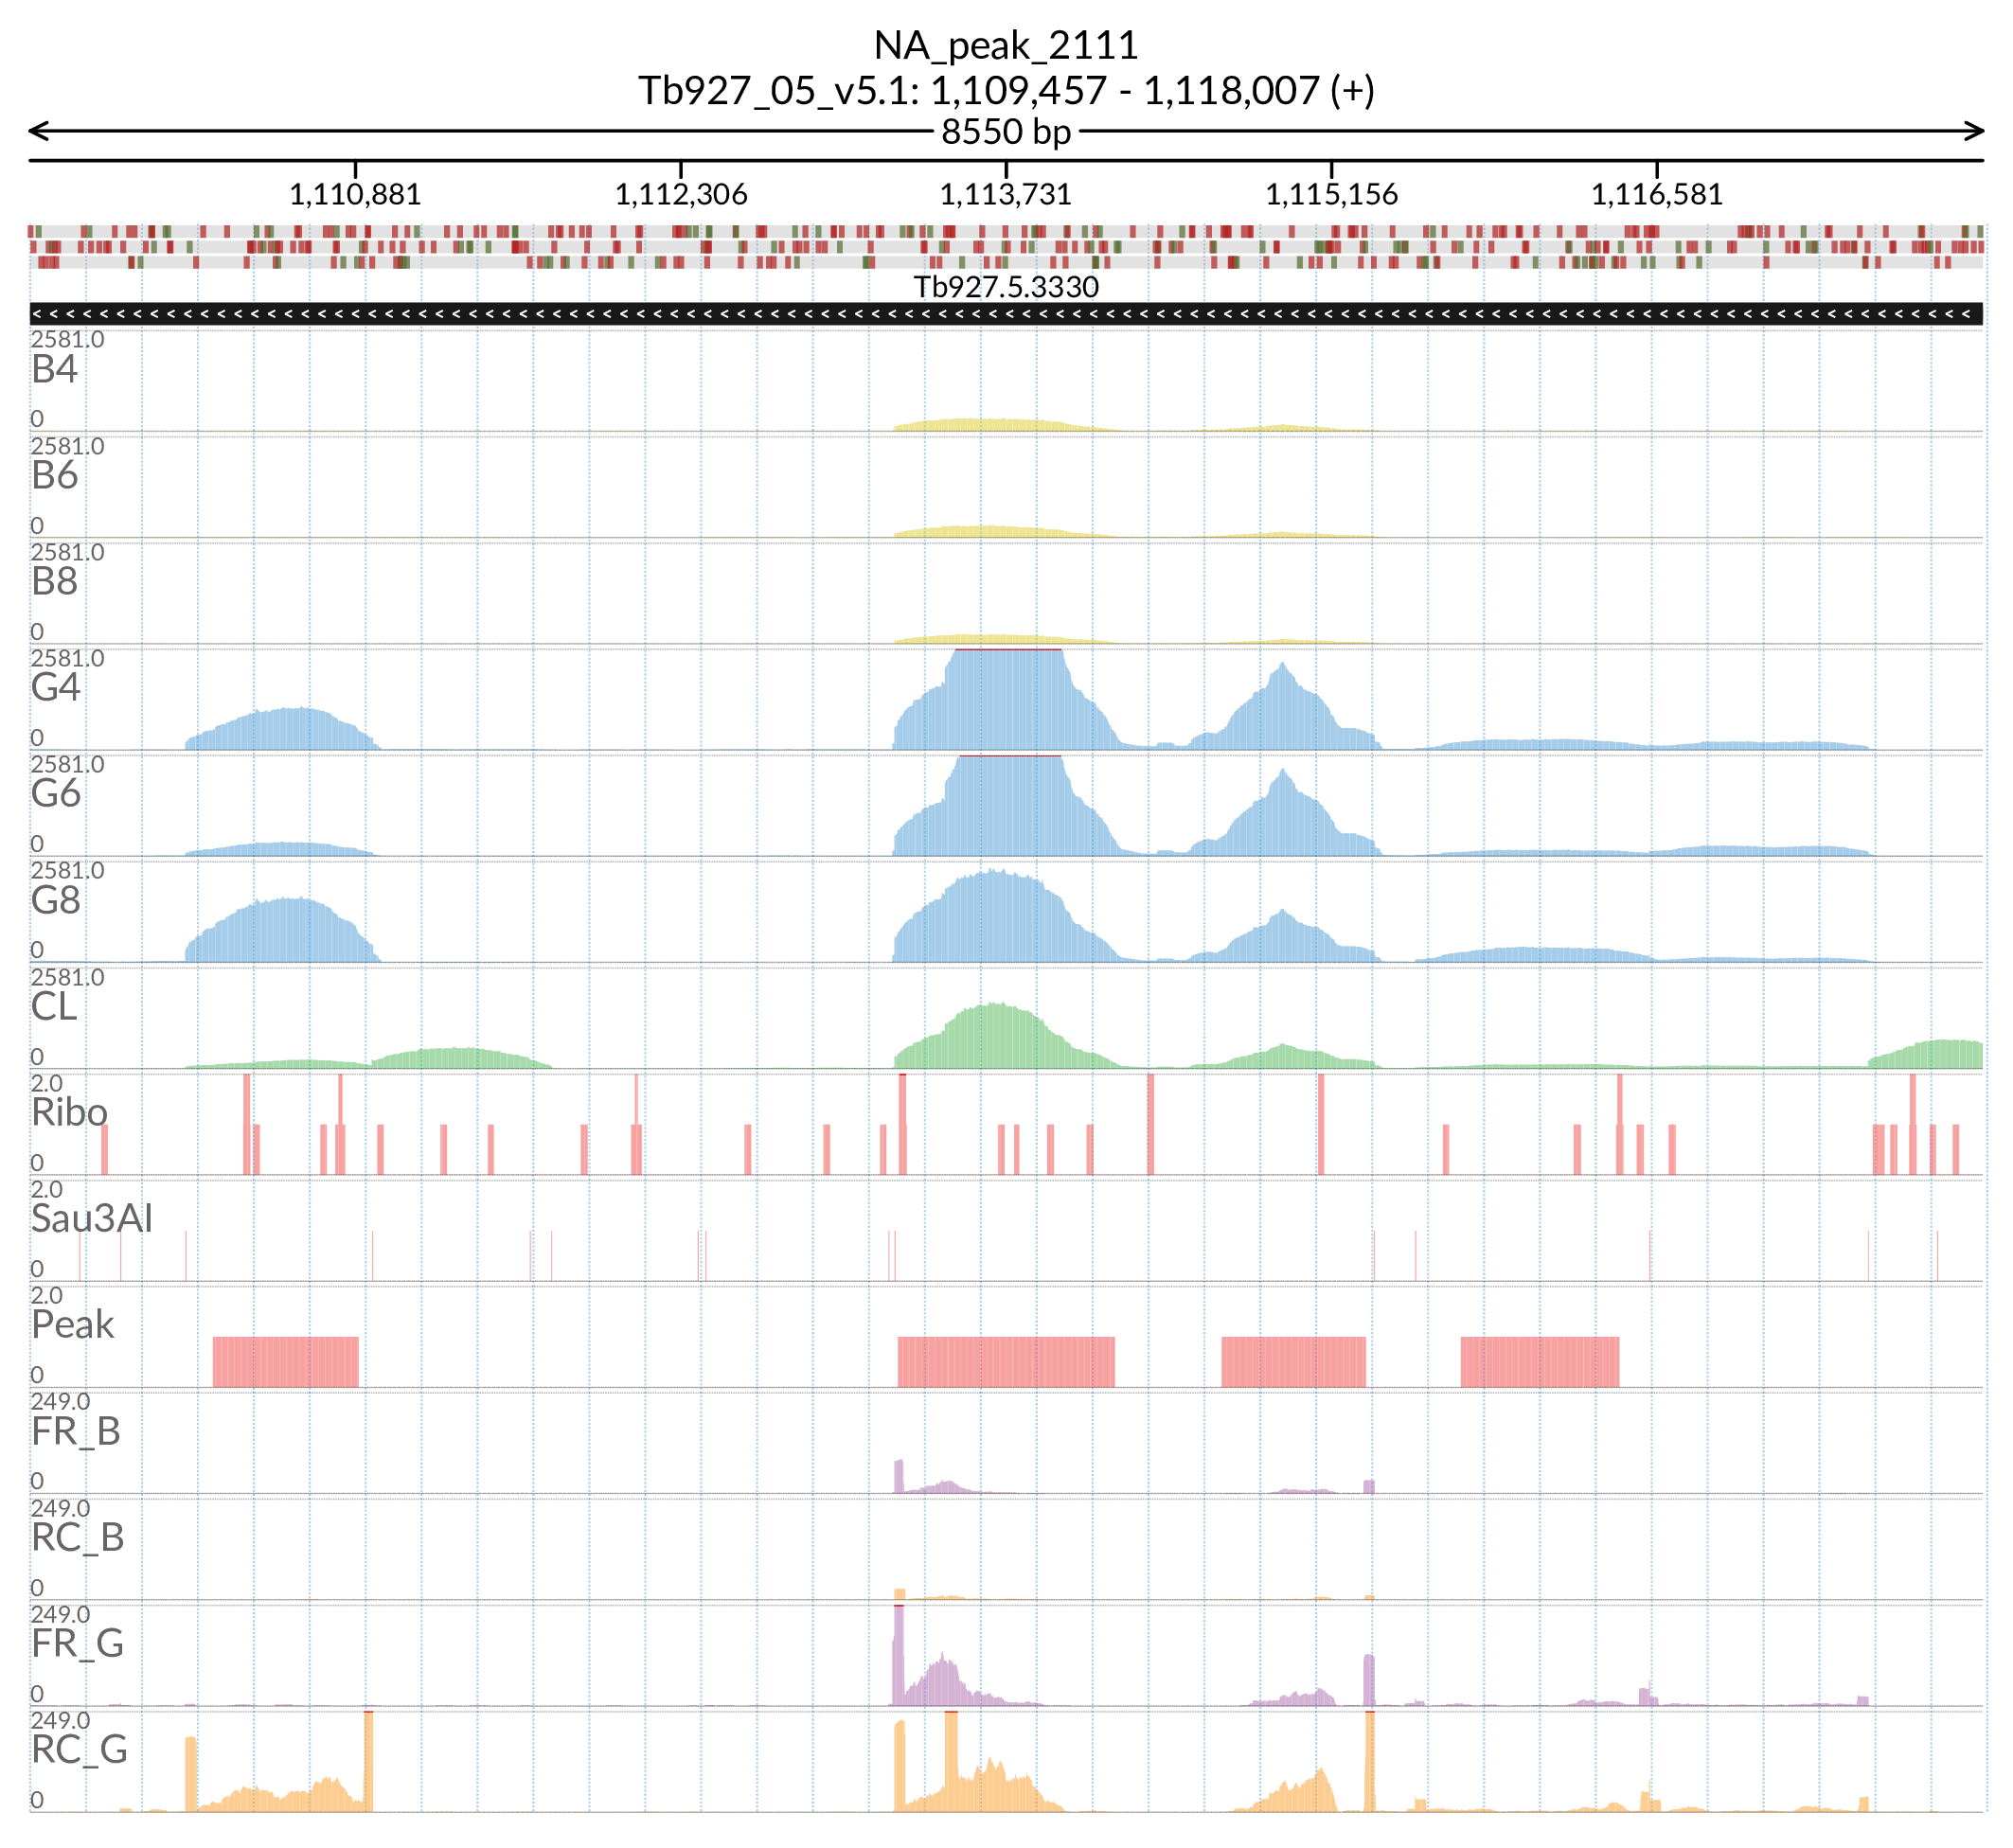 NA_peak_2111
Tb927_05_v5.1: 1,109,457 - 1,118,007 (+)
8550 bp
1,110,881 1,112,306 1,113,731 1,115,156 1,116,581
Tb927.5.3330
2581.0
B4
0
2581.0
B6
0
2581.0
B8
0
2581.0
G4
0
2581.0
G6
0
2581.0
G8
0
2581.0
CL
0
2.0
Ribo
0
2.0
Sau3AI
0
2.0
Peak
0
249.0
FR_B
0
249.0
RC_B
0
249.0
FR_G
0
249.0
RC_G
0